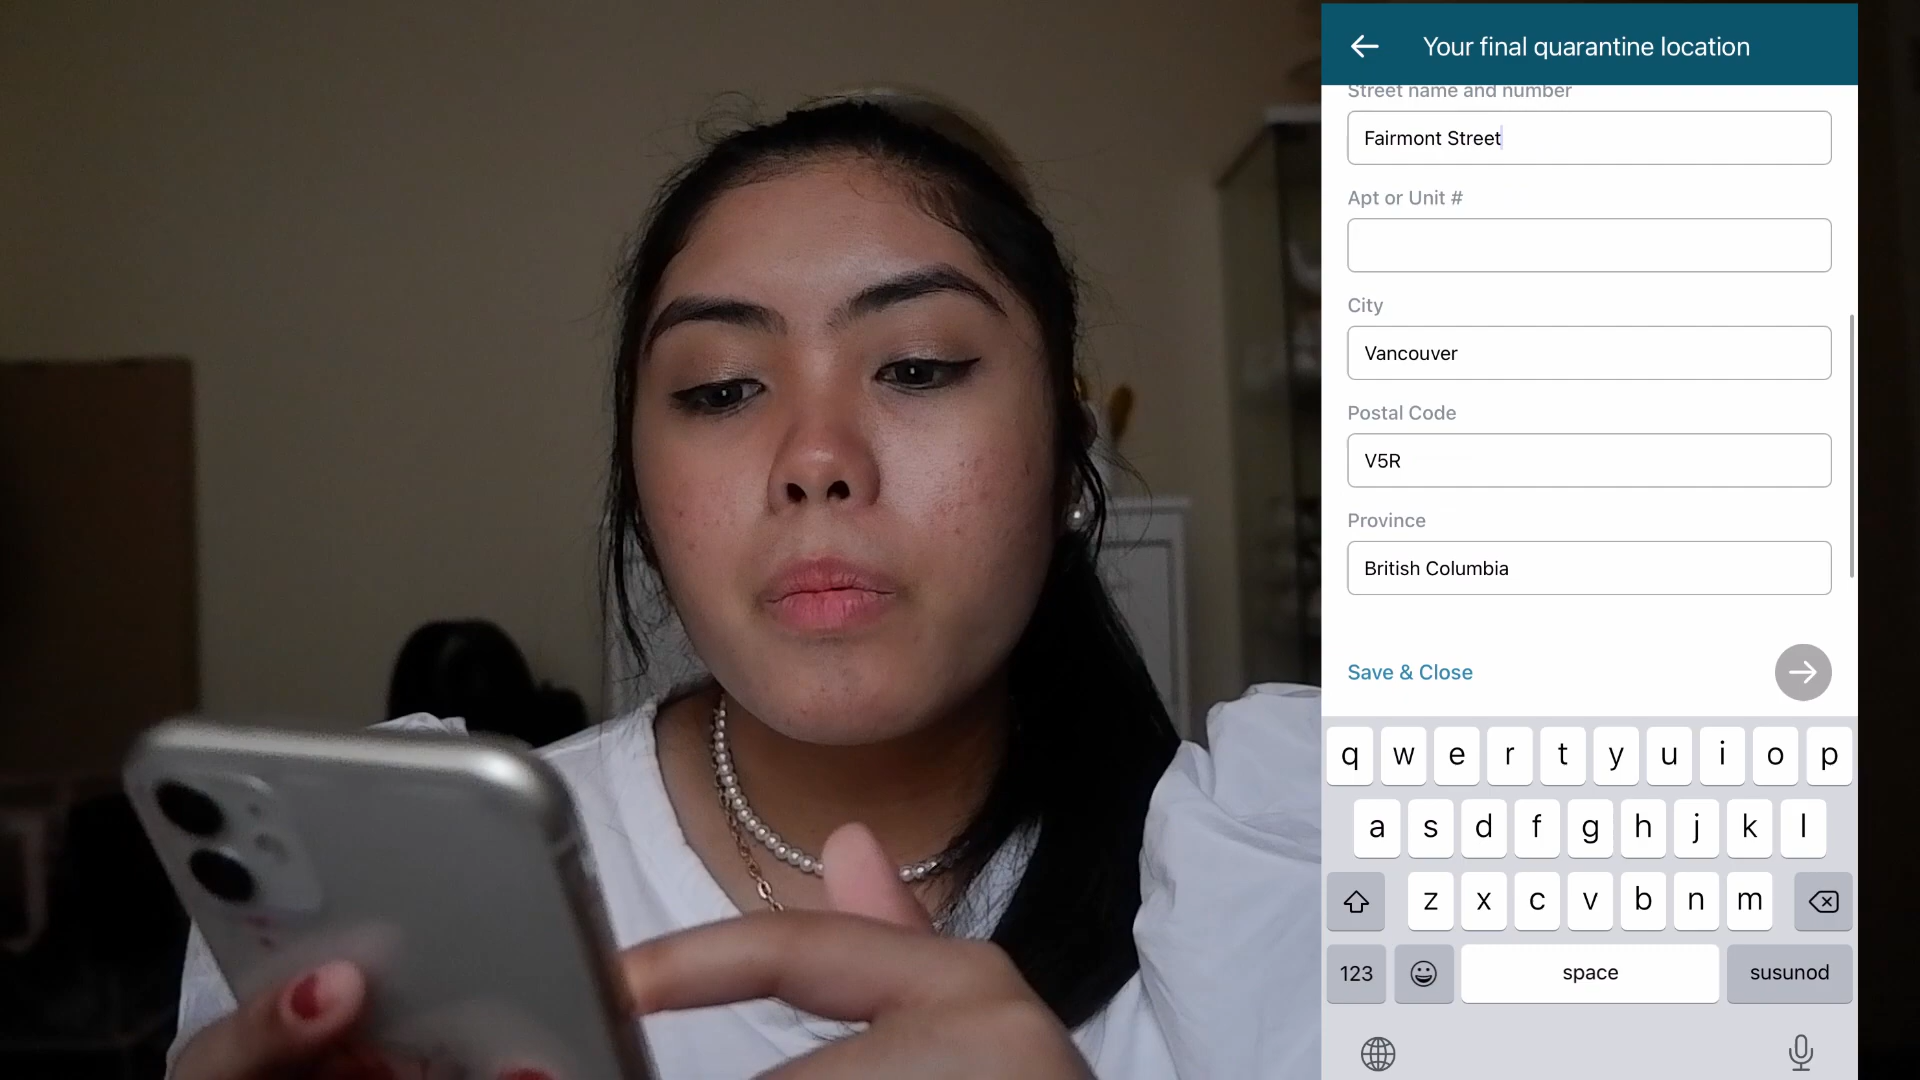 Your final quarantine location
Street name and number
Fairmont Street
Apt or Unit #
City
Vancouver
Postal Code
V5R
Province
British Columbia
Save & Close
q w e r t y u i o p
a s d f g h j k l
z x c v b n m
123 space susunod